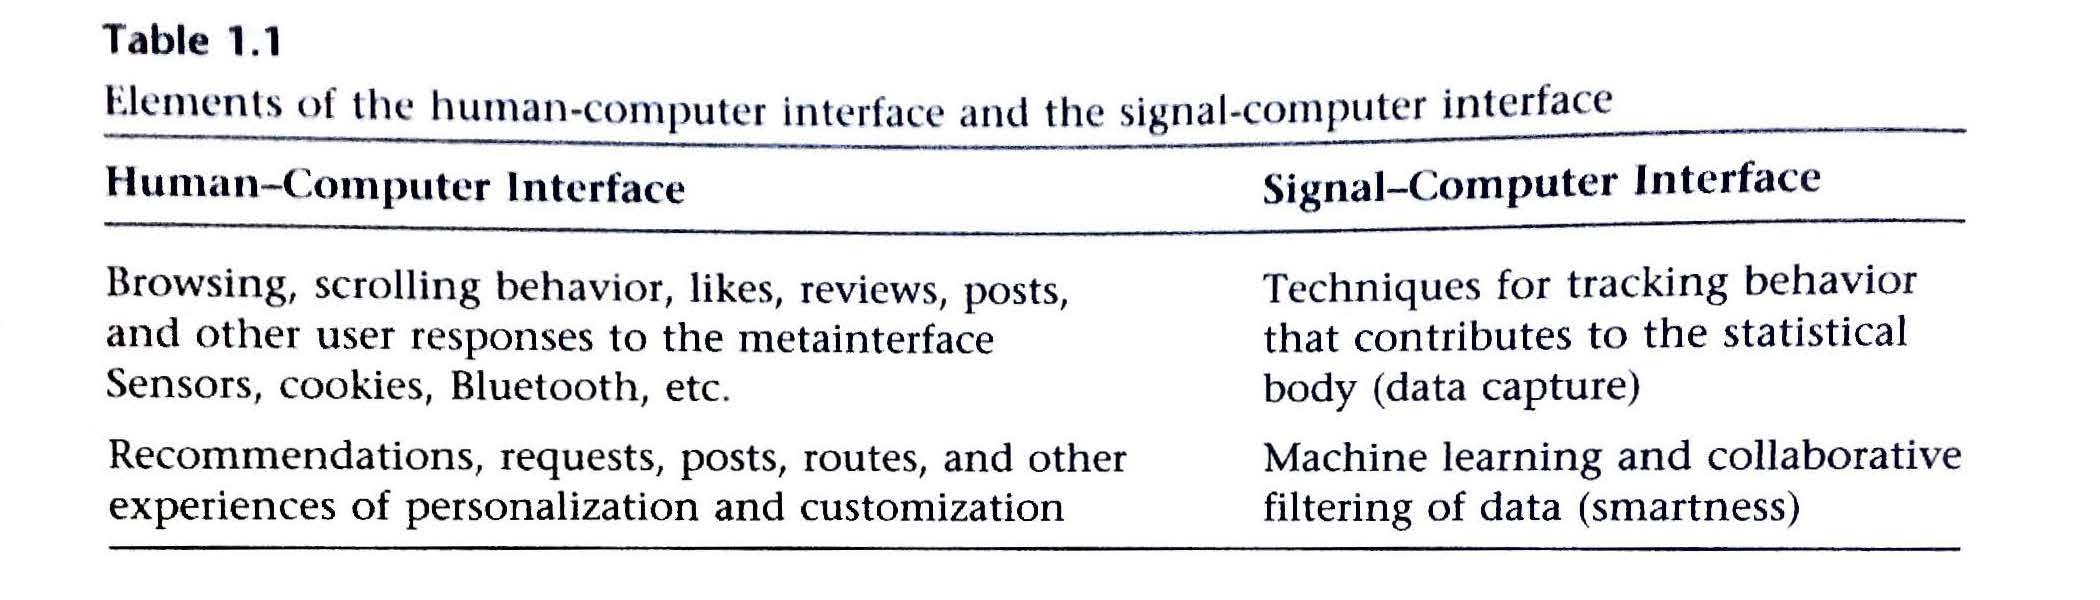 Table 1.1
Elements of the human-computer interface and the signal-computer interface
Human–Computer Interface
Signal–Computer Interface
Browsing, scrolling behavior, likes, reviews, posts,
and other user responses to the metainterface
Sensors, cookies, Bluetooth, etc.
Techniques for tracking behavior
that contributes to the statistical
body (data capture)
Recommendations, requests, posts, routes, and other
experiences of personalization and customization
Machine learning and collaborative
filtering of data (smartness)